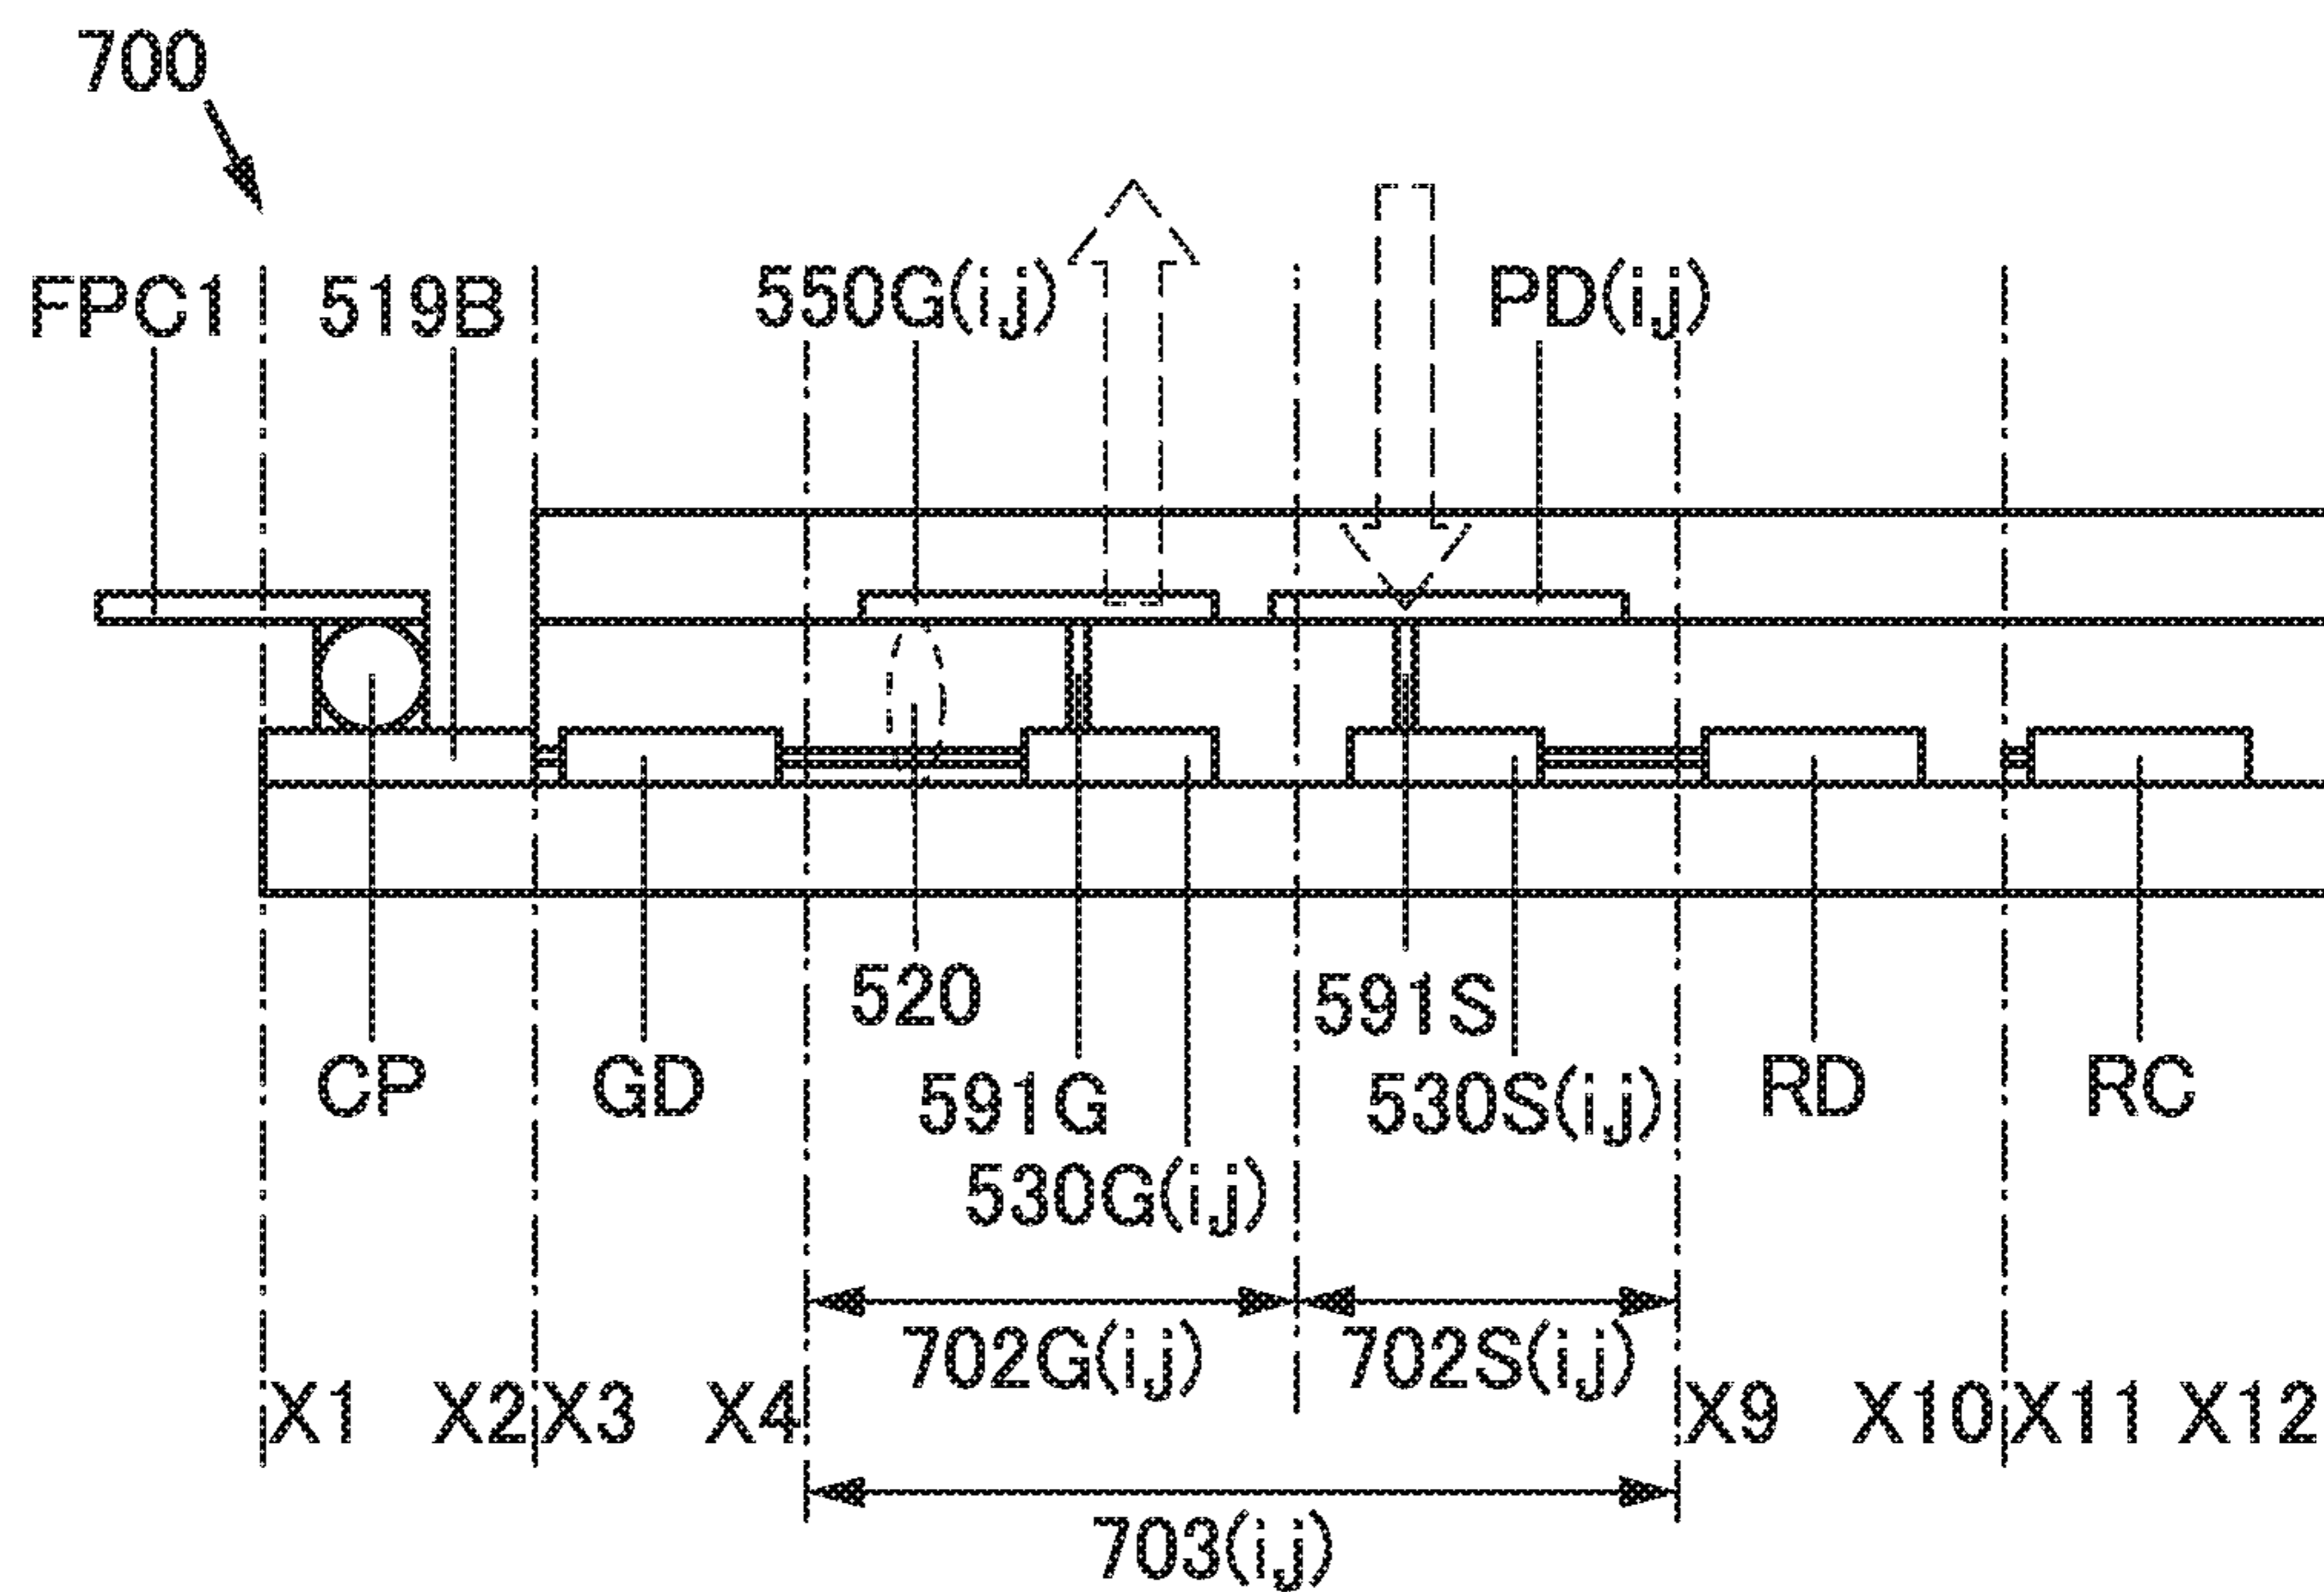 700
FPC1 519B 550G(i,j) PD(i,j)
520 591S
CP GD 591G 530S(i,j) RD RC
530G(i,j)
702G(i,j) 702S(i,j)
X1 X2 X3 X4 X9 X10 X11 X12
703(i,j)